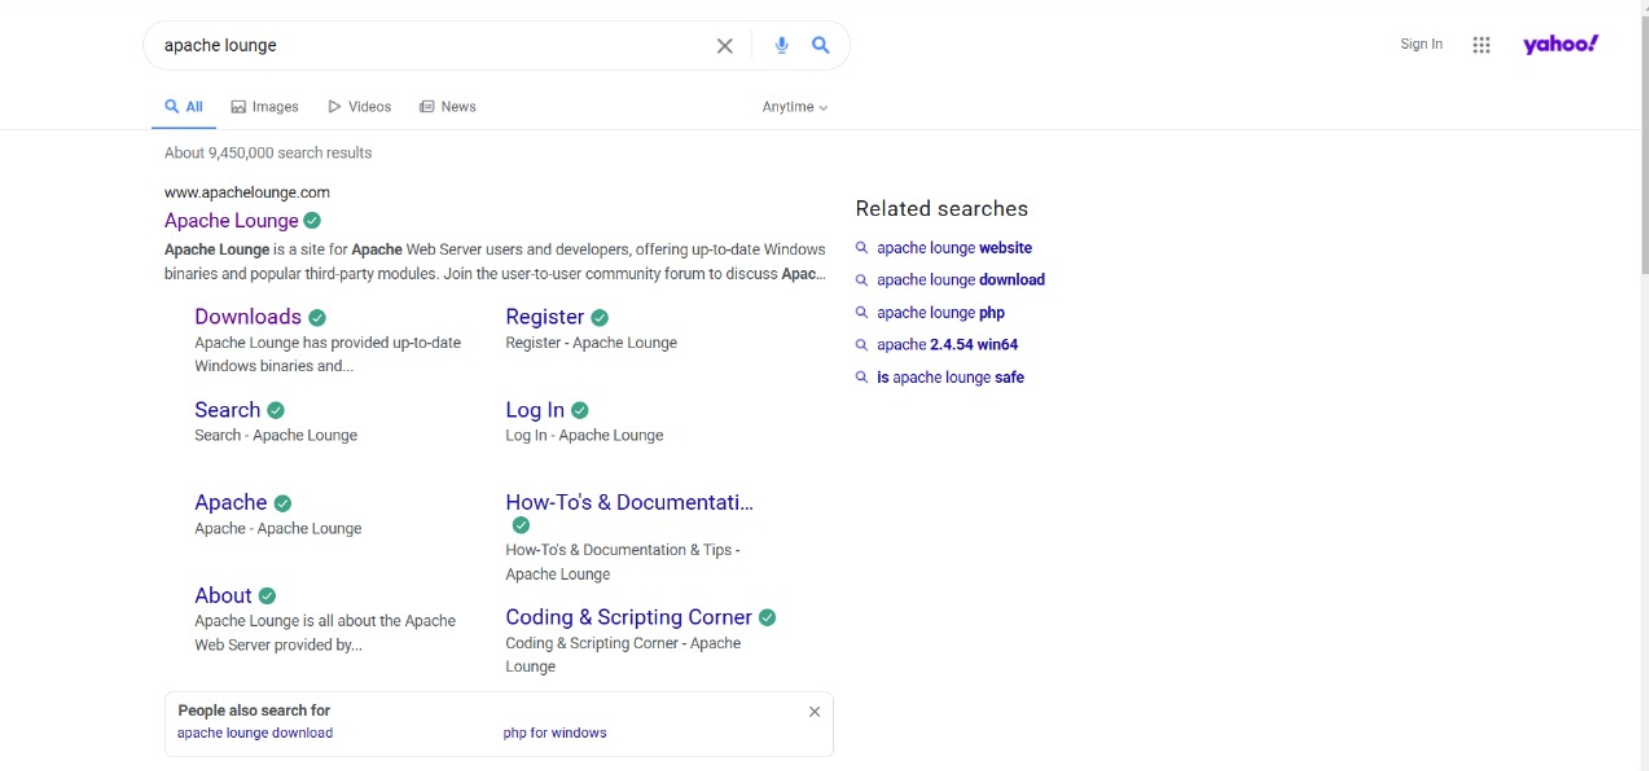 apache lounge
Sign In
yahoo!
All Images Videos News Anytime
About 9,450,000 search results
www.apachelounge.com
Apache Lounge
Apache Lounge is a site for Apache Web Server users and developers, offering up-to-date Windows
binaries and popular third-party modules. Join the user-to-user community forum to discuss Apac...
Downloads
Apache Lounge has provided up-to-date
Windows binaries and...
Register
Register - Apache Lounge
Search
Search - Apache Lounge
Log In
Log In - Apache Lounge
Apache
Apache - Apache Lounge
How-To's & Documentati...
How-To's & Documentation & Tips -
Apache Lounge
About
Apache Lounge is all about the Apache
Web Server provided by...
Coding & Scripting Corner
Coding & Scripting Corner - Apache
Lounge
People also search for
apache lounge download
php for windows
Related searches
apache lounge website
apache lounge download
apache lounge php
apache 2.4.54 win64
is apache lounge safe